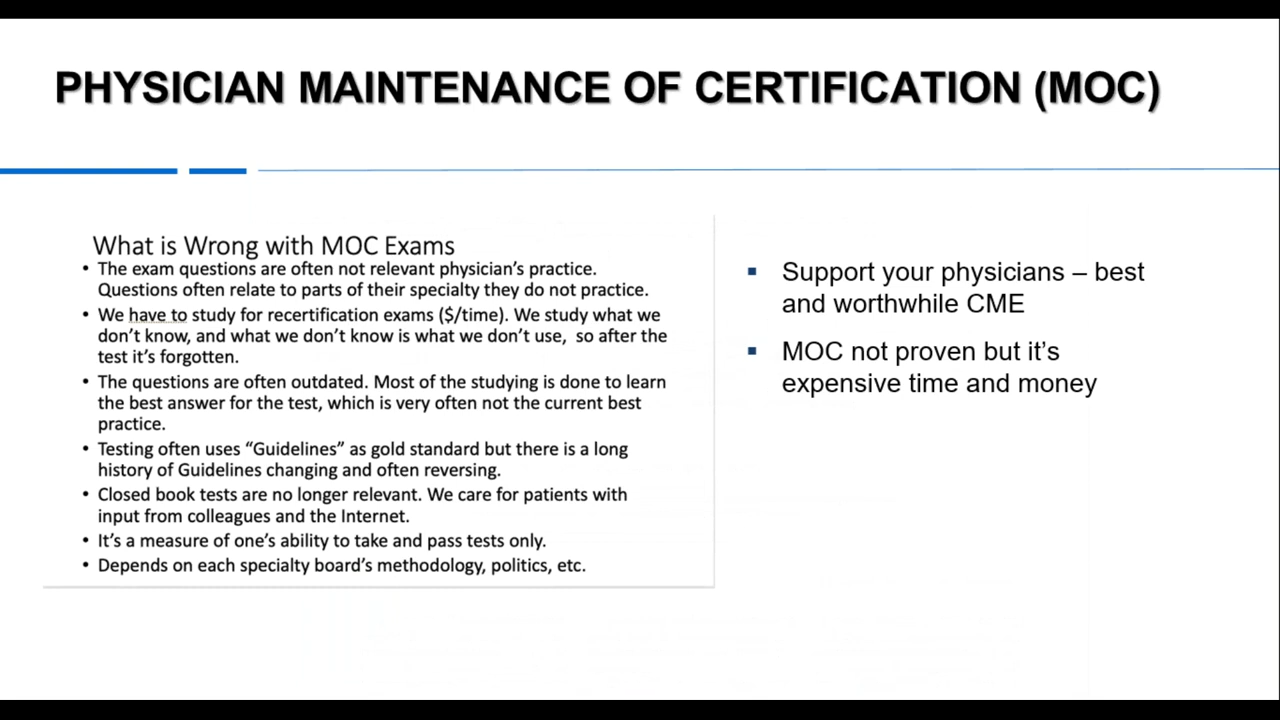 PHYSICIAN MAINTENANCE OF CERTIFICATION (MOC)
What is Wrong with MOC Exams
• The exam questions are often not relevant physician's practice.
Questions often relate to parts of their specialty they do not practice.
• We have to study for recertification exams ($/time). We study what we
don't know, and what we don't know is what we don't use, so after the
test it's forgotten.
• The questions are often outdated. Most of the studying is done to learn
the best answer for the test, which is very often not the current best
practice.
• Testing often uses “Guidelines” as gold standard but there is a long
history of Guidelines changing and often reversing.
• Closed book tests are no longer relevant. We care for patients with
input from colleagues and the Internet.
• It's a measure of one's ability to take and pass tests only.
• Depends on each specialty board's methodology, politics, etc.
▪ Support your physicians – best
and worthwhile CME
▪ MOC not proven but it's
expensive time and money